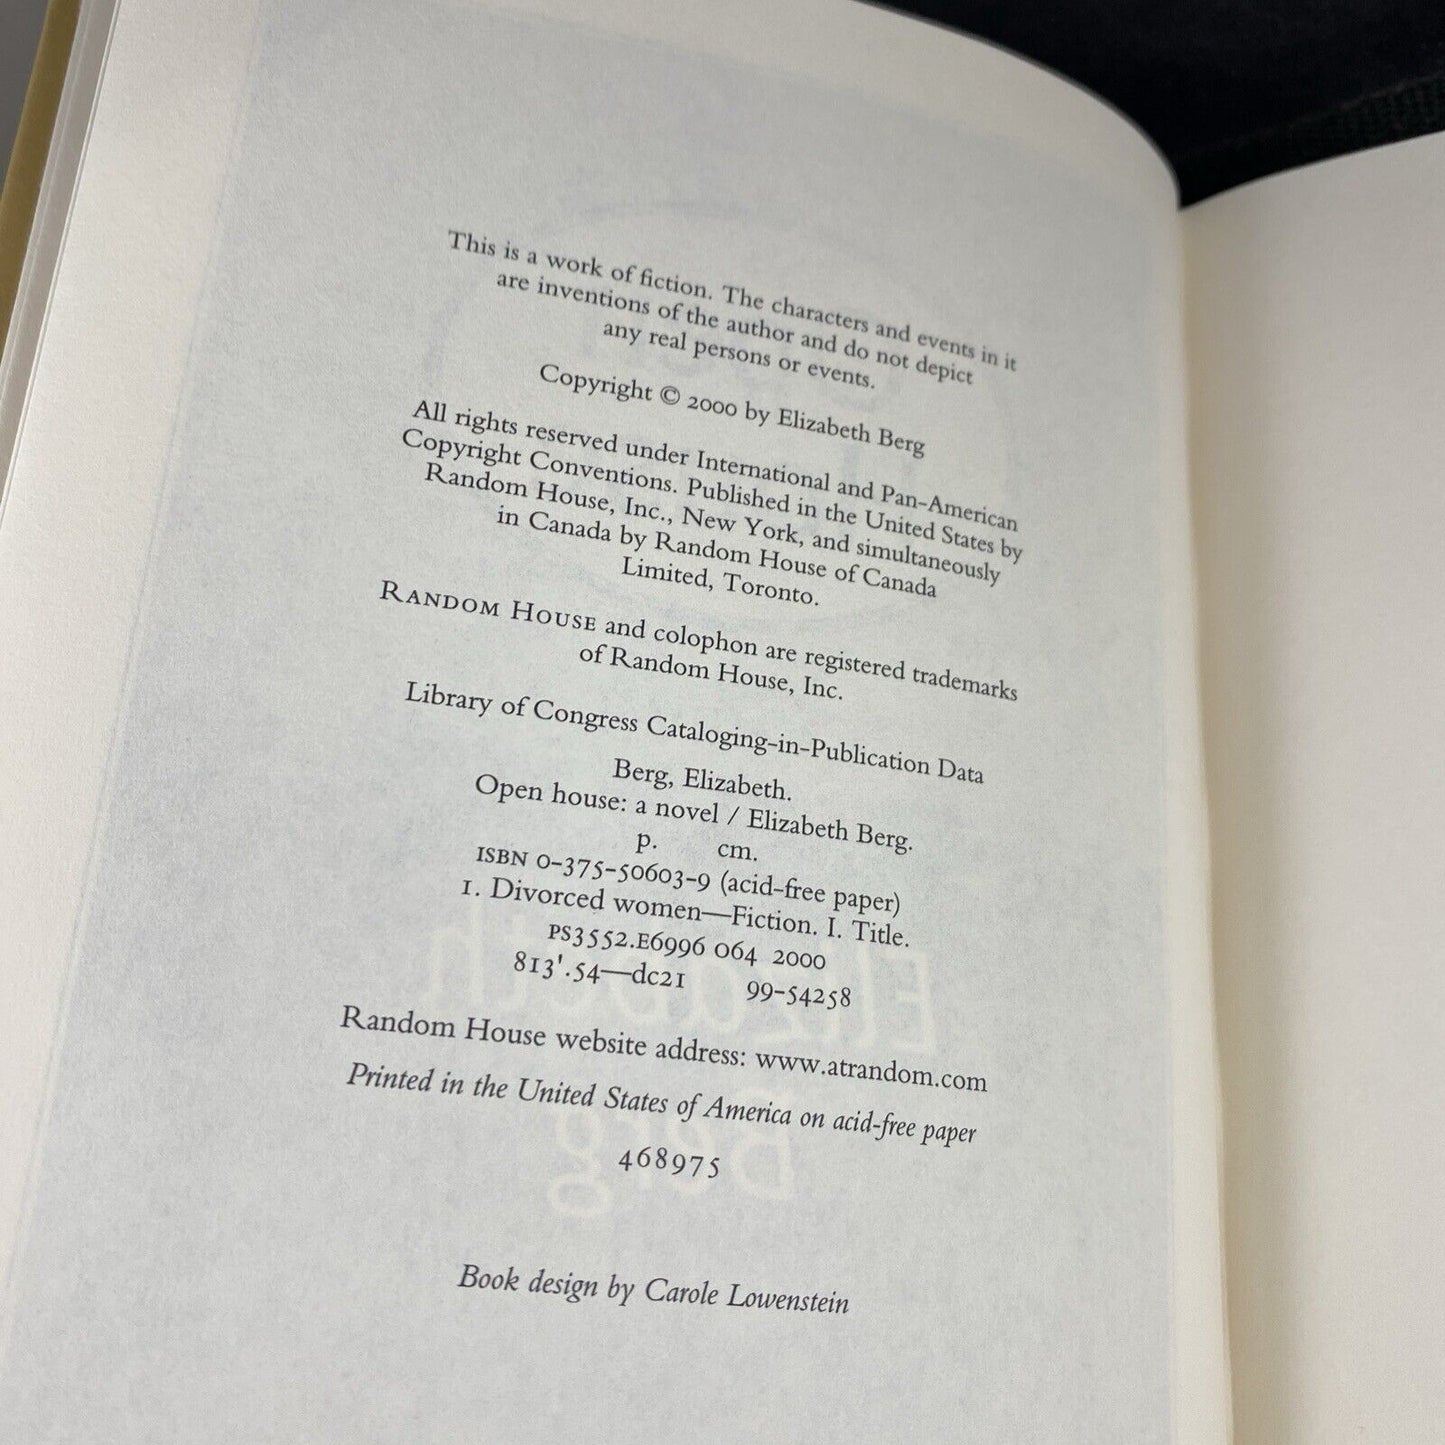 This is a work of fiction. The characters and events in it
are inventions of the author and do not depict
any real persons or events.
Copyright © 2000 by Elizabeth Berg
All rights reserved under International and Pan-American
Copyright Conventions. Published in the United States by
Random House, Inc., New York, and simultaneously
in Canada by Random House of Canada
Limited, Toronto.
RANDOM HOUSE and colophon are registered trademarks
of Random House, Inc.
Library of Congress Cataloging-in-Publication Data
Berg, Elizabeth.
Open house: a novel / Elizabeth Berg.
p. cm.
ISBN 0-375-50603-9 (acid-free paper)
1. Divorced women—Fiction. I. Title.
PS3552.E6996 O64 2000
813'.54—dc21 99-54258
Random House website address: www.atrandom.com
Printed in the United States of America on acid-free paper
468975
Book design by Carole Lowenstein
Elizabeth
Berg